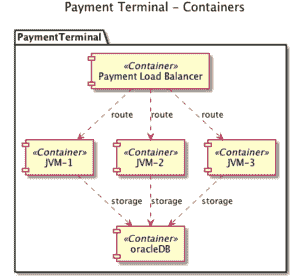 Payment Terminal - Containers
PaymentTerminal
«Container»
Payment Load Balancer
route route route
«Container» «Container» «Container»
JVM-1 JVM-2 JVM-3
storage storage storage
«Container»
oracleDB